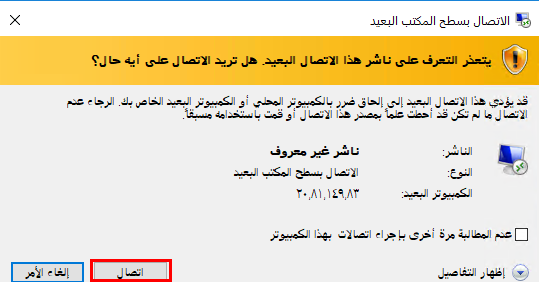 الاتصال بسطح المكتب البعيد
يتعذر التعرف على ناشر هذا الاتصال البعيد. هل تريد الاتصال على أية حال؟
قد يؤدي هذا الاتصال البعيد إلى إلحاق ضرر بالكمبيوتر المحلي أو الكمبيوتر البعيد الخاص بك. الرجاء عدم
الاتصال ما لم تكن قد أحطت علماً بمصدر هذا الاتصال أو قمت باستخدامه مسبقاً.
الناشر: ناشر غير معروف
النوع: الاتصال بسطح المكتب البعيد
الكمبيوتر البعيد: ٢٠,٨١,١٤٩,٨٣
عدم المطالبة مرة أخرى بإجراء اتصالات بهذا الكمبيوتر
إظهار التفاصيل
اتصال
إلغاء الأمر